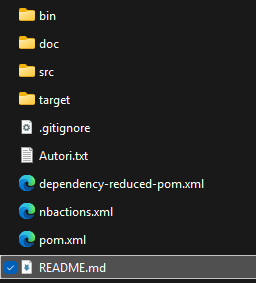 bin
doc
src
target
.gitignore
Autori.txt
dependency-reduced-pom.xml
nbactions.xml
pom.xml
README.md